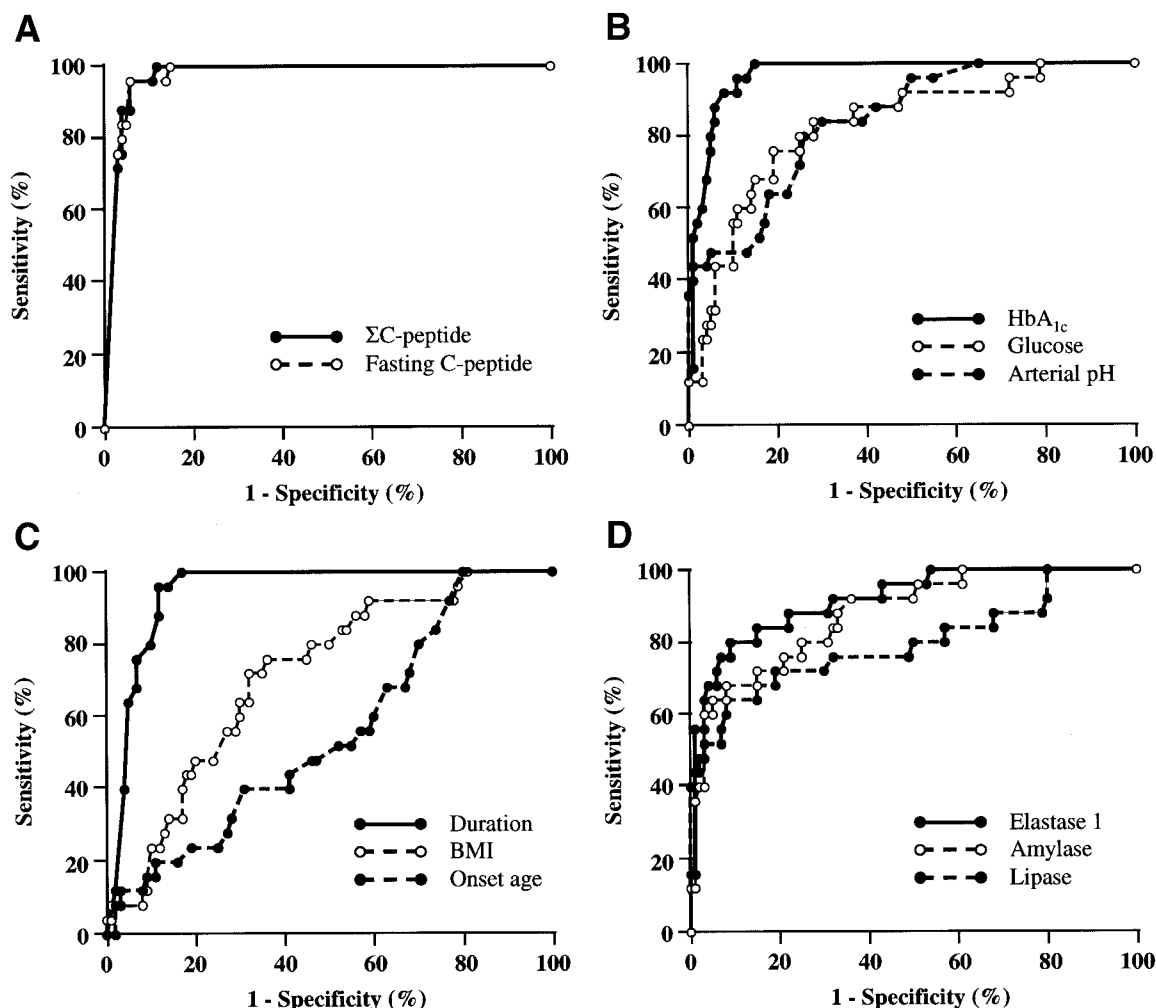 A
100
80
60
40
20
0
Sensitivity (%)
ΣC-peptide
Fasting C-peptide
0 20 40 60 80 100
1 - Specificity (%)
B
100
80
60
40
20
0
Sensitivity (%)
HbA1c
Glucose
Arterial pH
0 20 40 60 80 100
1 - Specificity (%)
C
100
80
60
40
20
0
Sensitivity (%)
Duration
BMI
Onset age
0 20 40 60 80 100
1 - Specificity (%)
D
100
80
60
40
20
0
Sensitivity (%)
Elastase 1
Amylase
Lipase
0 20 40 60 80 100
1 - Specificity (%)